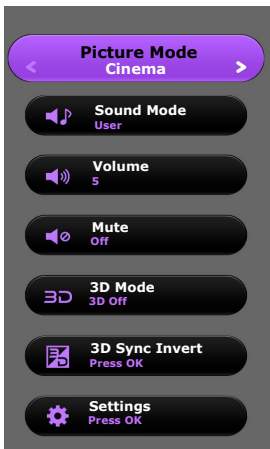 Picture Mode
Cinema
Sound Mode
User
Volume
5
Mute
Off
3D
3D Mode
3D Off
3D Sync Invert
Press OK
Settings
Press OK